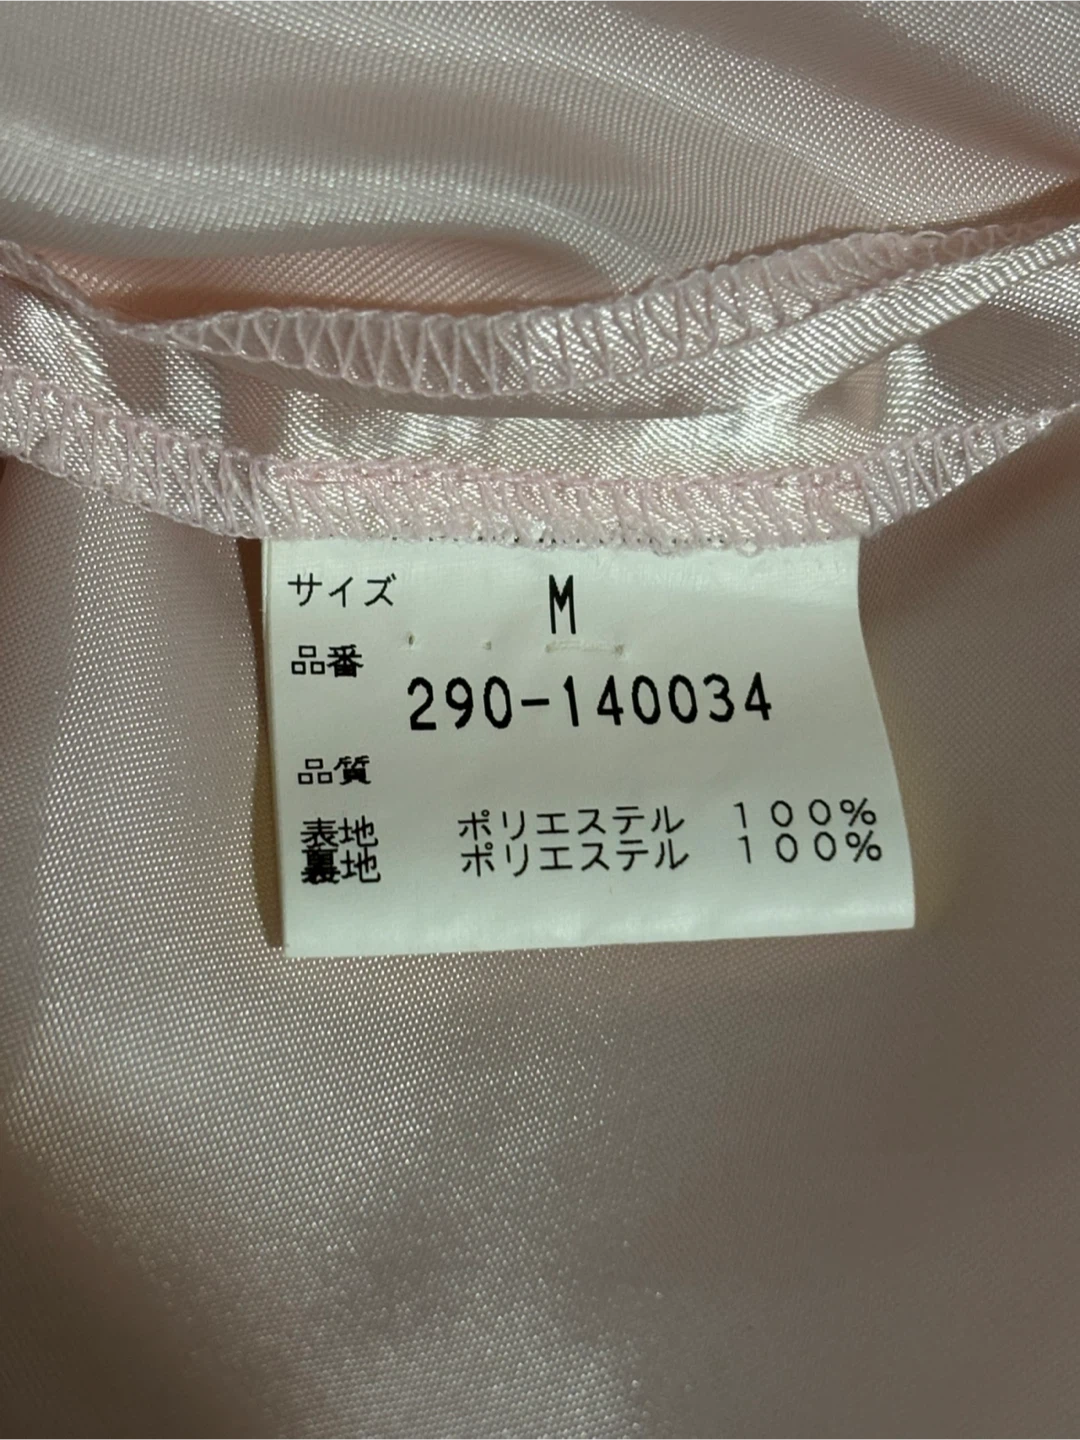 サイズ M
品番
290-140034
品質
表地 ポリエステル 100%
裏地 ポリエステル 100%